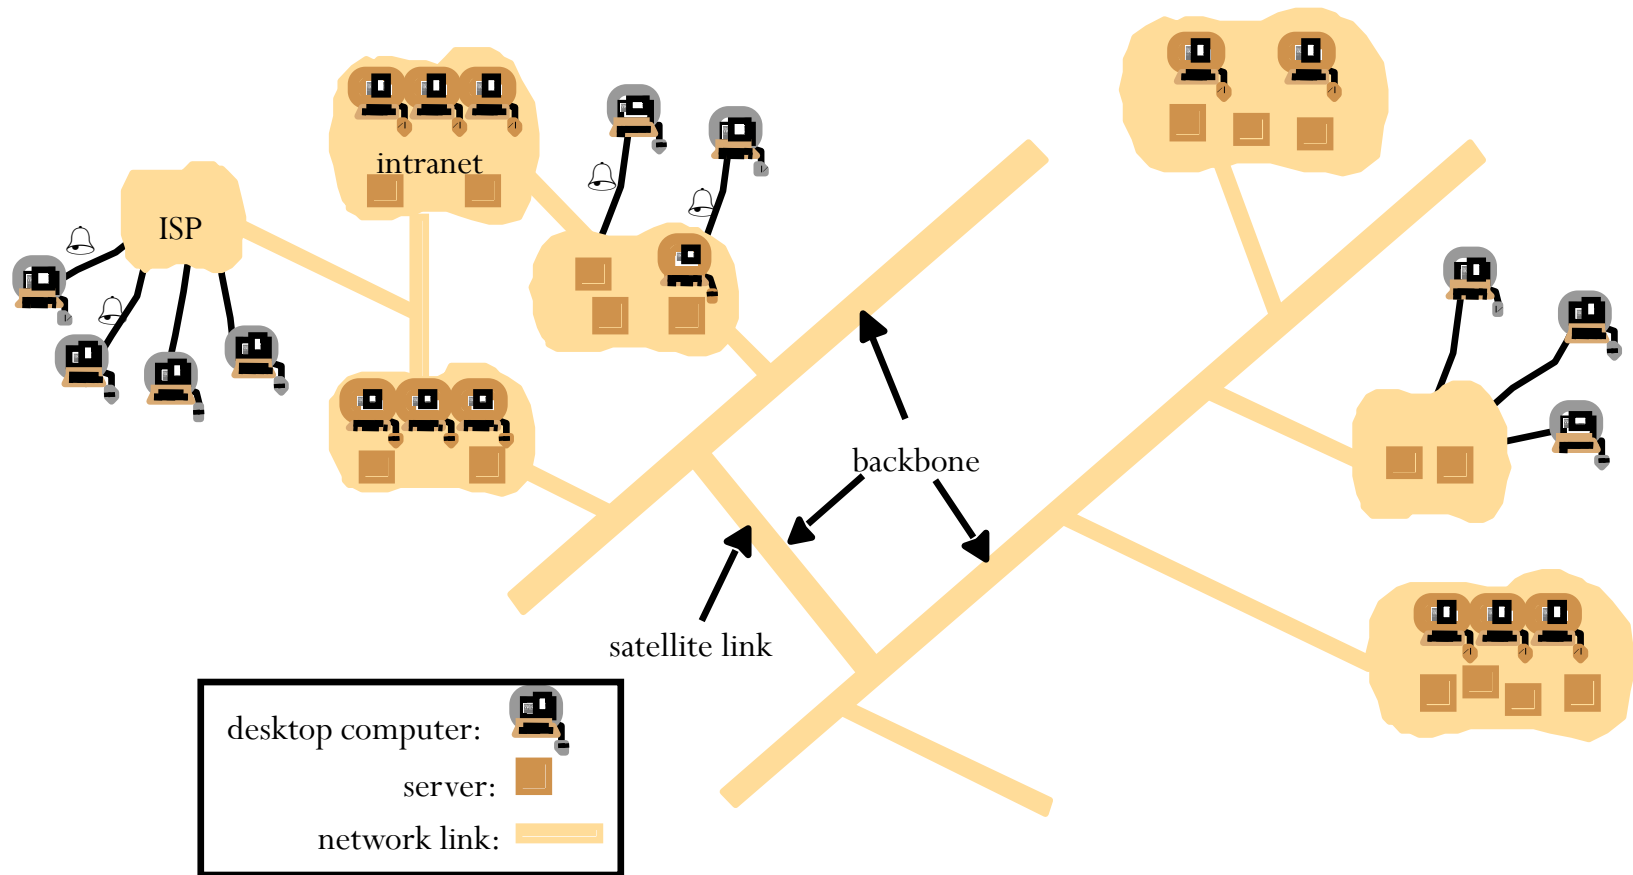 intranet
ISP
backbone
satellite link
desktop computer:
server:
network link: